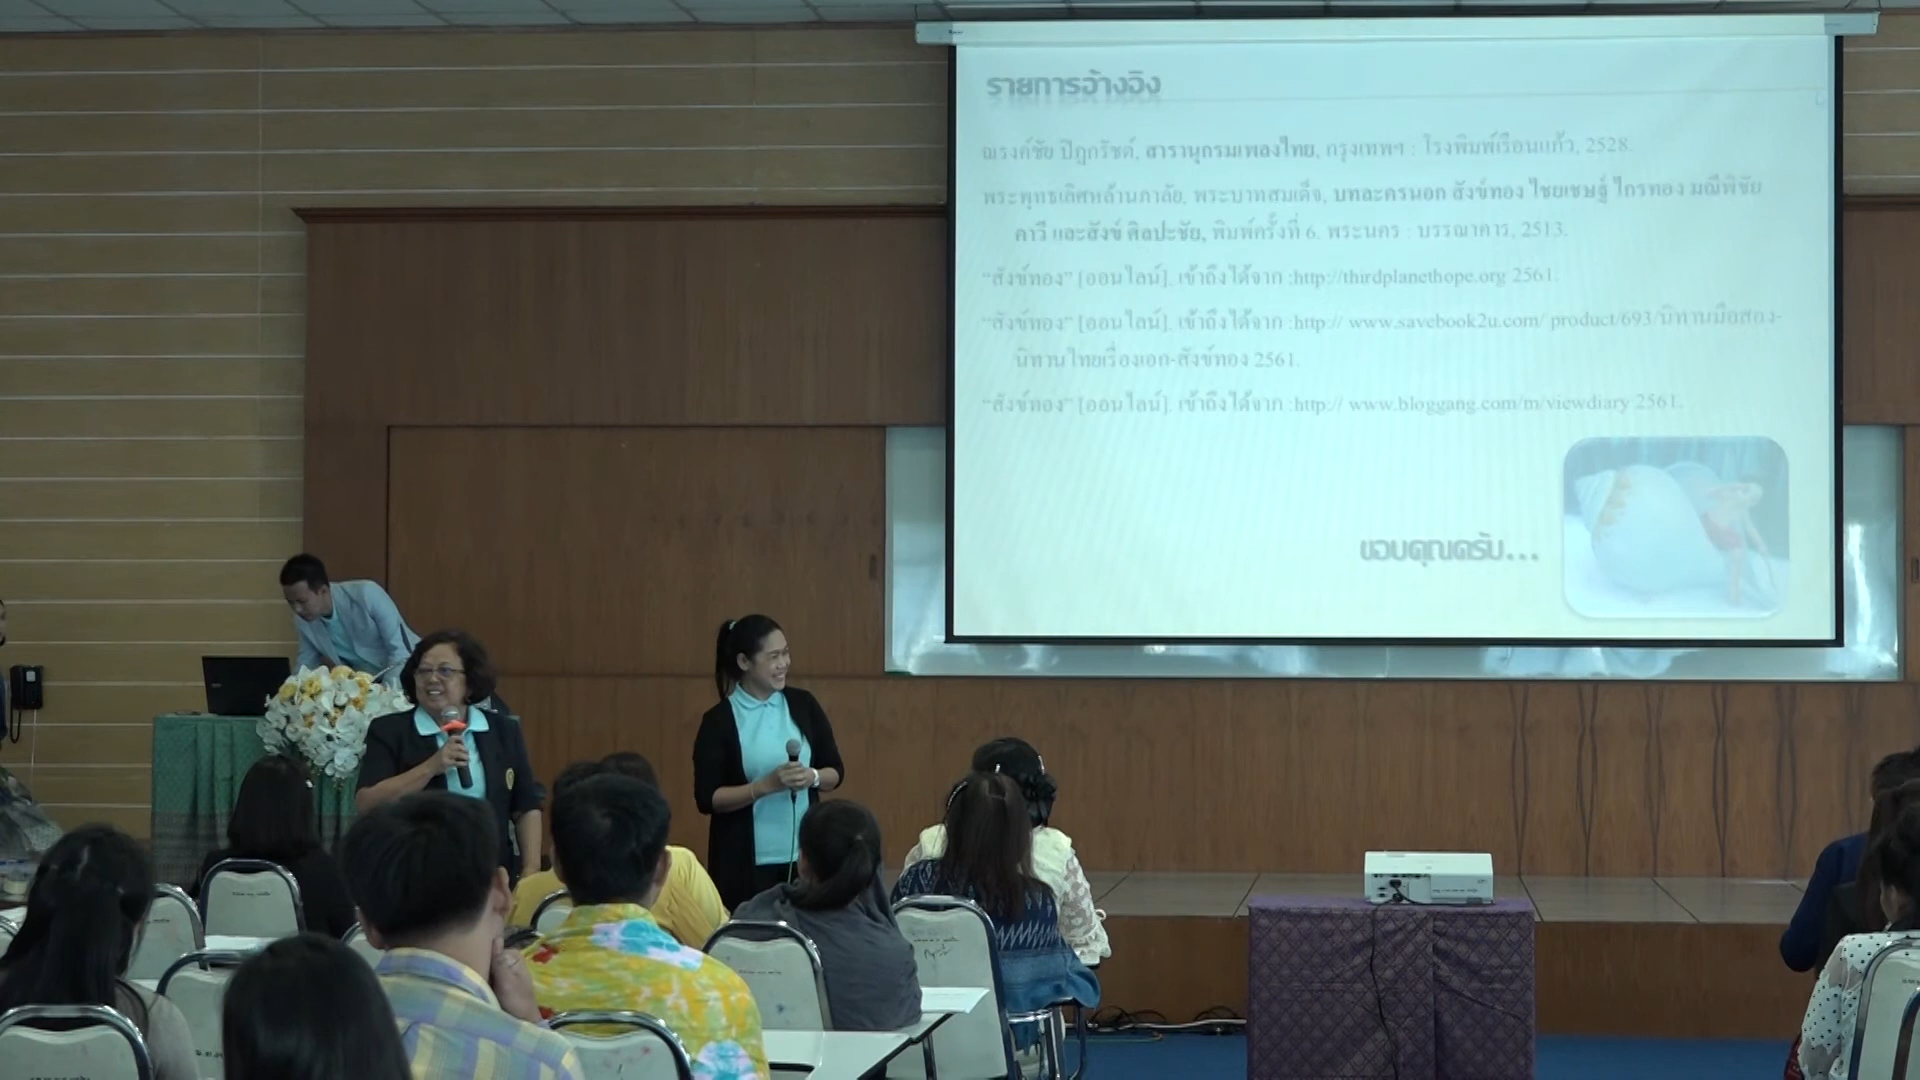 รายการอ้างอิง
ณรงค์ชัย ปิฎกรัชต์, สารานุกรมเพลงไทย, กรุงเทพฯ : โรงพิมพ์เรือนแก้ว, 2528.
พระพุทธเลิศหล้านภาลัย, พระบาทสมเด็จ, บทละครนอก สังข์ทอง ไชยเชษฐ์ ไกรทอง มณีพิชัย
คาวี และสังข์ ศิลปะชัย, พิมพ์ครั้งที่ 6. พระนคร : บรรณาคาร, 2513.
“สังข์ทอง” [ออนไลน์]. เข้าถึงได้จาก :http://thirdplanethope.org 2561.
“สังข์ทอง” [ออนไลน์]. เข้าถึงได้จาก :http:// www.savebook2u.com/ product/693/นิทานมือสอง-
นิทานไทยเรื่องเอก-สังข์ทอง 2561.
“สังข์ทอง” [ออนไลน์]. เข้าถึงได้จาก :http:// www.bloggang.com/m/viewdiary 2561.
ขอบคุณครับ...